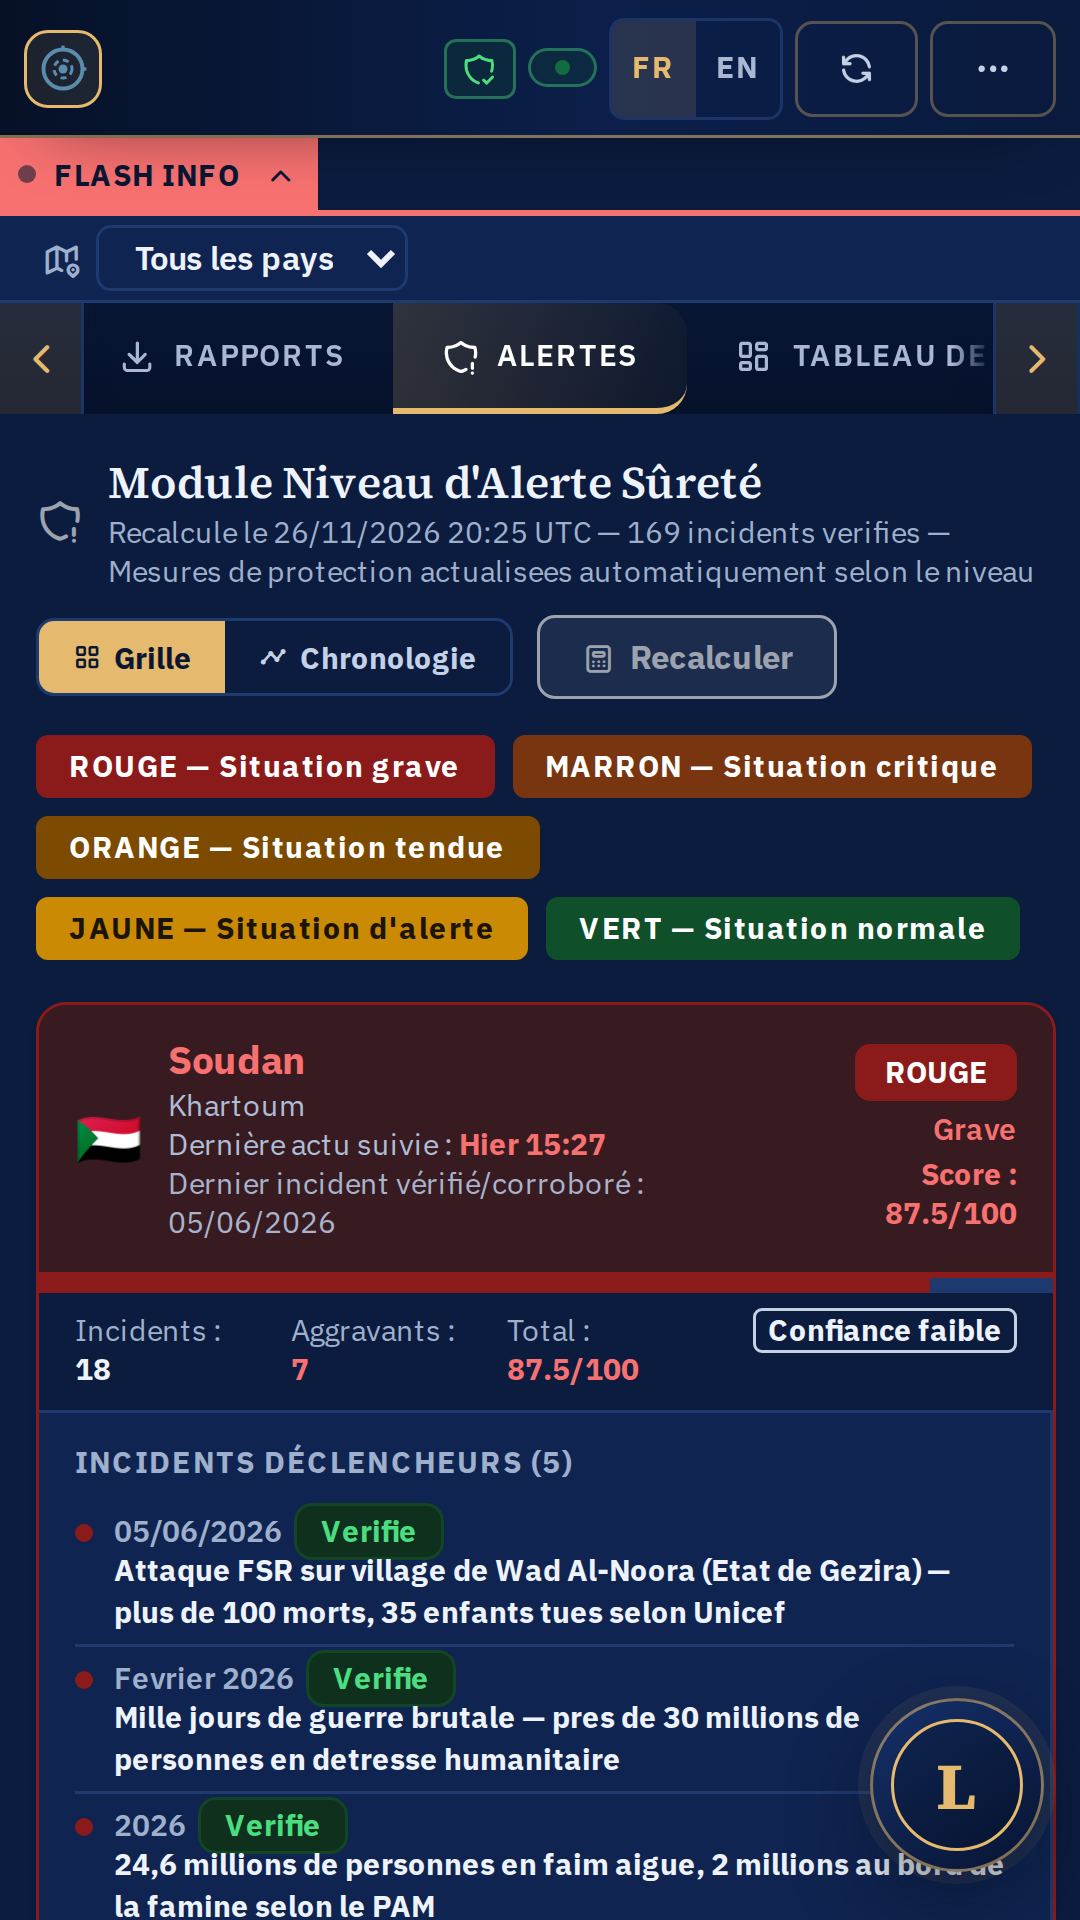 FR EN
FLASH INFO
Tous les pays
RAPPORTS ALERTES TABLEAU DE
Module Niveau d'Alerte Sûreté
Recalcule le 26/11/2026 20:25 UTC — 169 incidents verifies —
Mesures de protection actualisees automatiquement selon le niveau
Grille Chronologie Recalculer
ROUGE — Situation grave MARRON — Situation critique
ORANGE — Situation tendue
JAUNE — Situation d'alerte VERT — Situation normale
Soudan
ROUGE
Khartoum
Grave
Dernière actu suivie : Hier 15:27
Score :
Dernier incident vérifié/corroboré :
87.5/100
05/06/2026
Incidents : Aggravants : Total : Confiance faible
18 7 87.5/100
INCIDENTS DÉCLENCHEURS (5)
05/06/2026 Verifie
Attaque FSR sur village de Wad Al-Noora (Etat de Gezira) —
plus de 100 morts, 35 enfants tues selon Unicef
Fevrier 2026 Verifie
Mille jours de guerre brutale — pres de 30 millions de
personnes en detresse humanitaire
L
2026 Verifie
24,6 millions de personnes en faim aigue, 2 millions au bord de
la famine selon le PAM